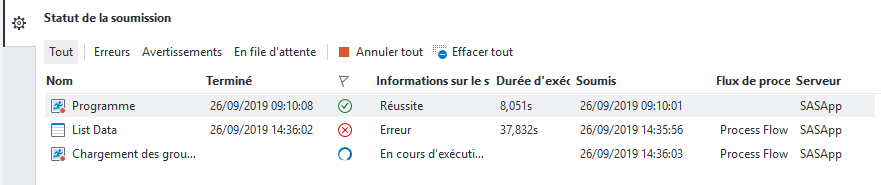 Statut de la soumission
Tout Erreurs Avertissements En file d'attente Annuler tout Effacer tout
Nom Terminé Informations sur le s Durée d'exéc Soumis Flux de proce Serveur
Programme 26/09/2019 09:10:08 Réussite 8,051s 26/09/2019 09:10:01 SASApp
List Data 26/09/2019 14:36:02 Erreur 37,832s 26/09/2019 14:35:56 Process Flow SASApp
Chargement des grou... En cours d'exécuti... 26/09/2019 14:36:03 Process Flow SASApp